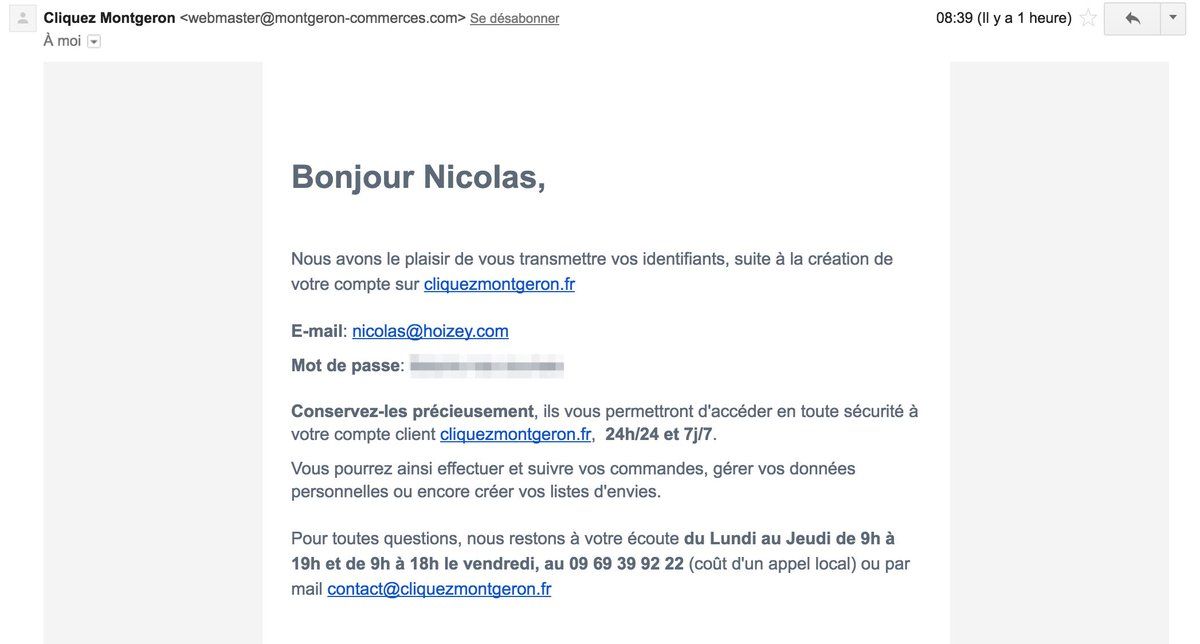 Cliquez Montgeron <webmaster@montgeron-commerces.com> Se désabonner
08:39 (Il y a 1 heure)
À moi
Bonjour Nicolas,
Nous avons le plaisir de vous transmettre vos identifiants, suite à la création de
votre compte sur cliquezmontgeron.fr
E-mail: nicolas@hoizey.com
Mot de passe:
Conservez-les précieusement, ils vous permettront d'accéder en toute sécurité à
votre compte client cliquezmontgeron.fr, 24h/24 et 7j/7.
Vous pourrez ainsi effectuer et suivre vos commandes, gérer vos données
personnelles ou encore créer vos listes d'envies.
Pour toutes questions, nous restons à votre écoute du Lundi au Jeudi de 9h à
19h et de 9h à 18h le vendredi, au 09 69 39 92 22 (coût d'un appel local) ou par
mail contact@cliquezmontgeron.fr